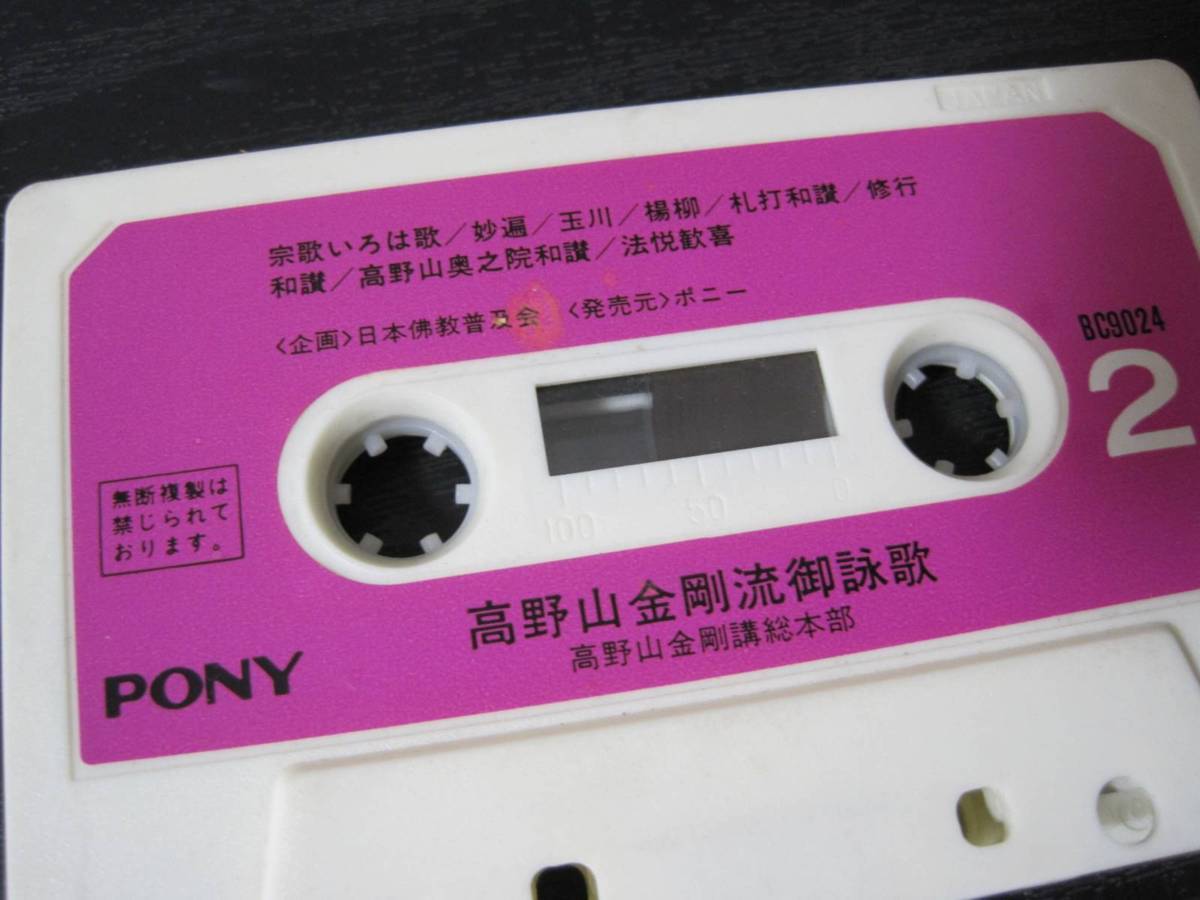 宗歌いろは歌／妙遍／玉川／楊柳／札打和讃／修行
和讃／高野山奥之院和讃／法悦歓喜
〈企画〉日本佛教普及会 〈発売元〉ポニー
BC9024
2
無断複製は
禁じられて
おります。
100 50 0
高野山金剛流御詠歌
高野山金剛講総本部
PONY